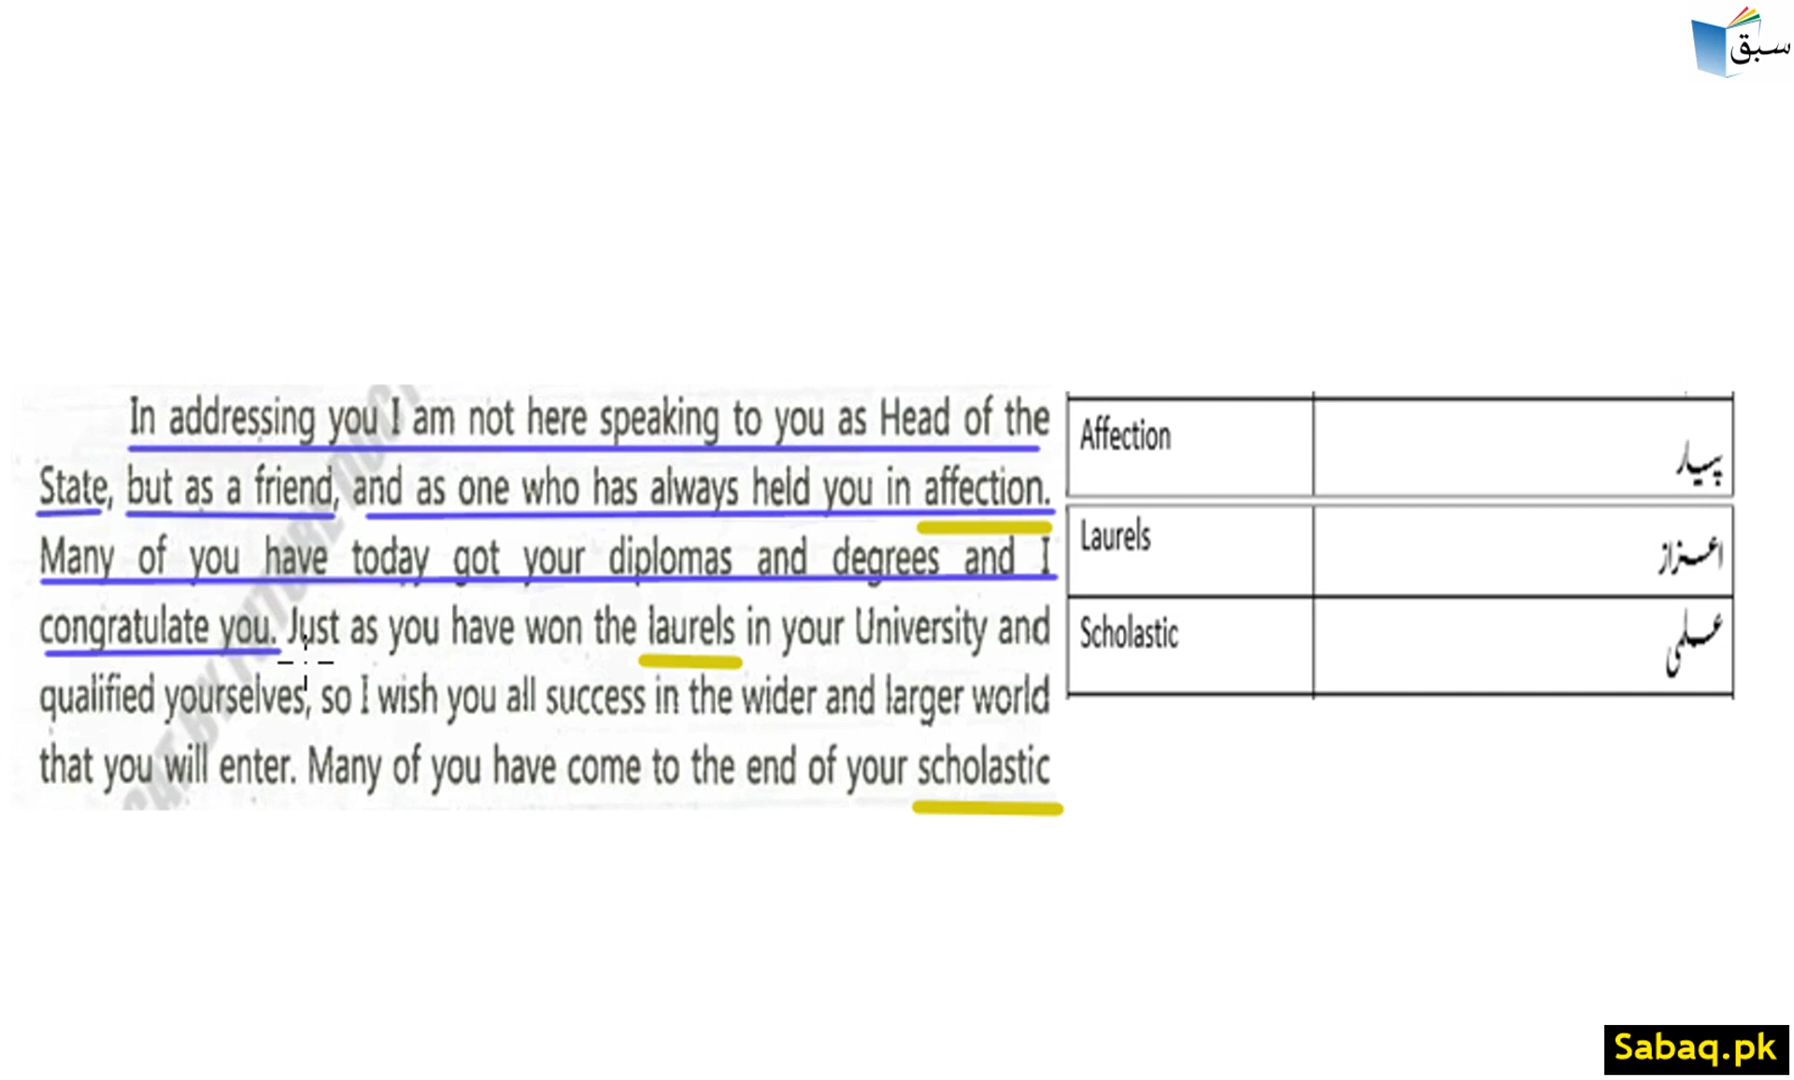 سبق
In addressing you I am not here speaking to you as Head of the
State, but as a friend, and as one who has always held you in affection.
Many of you have today got your diplomas and degrees and I
congratulate you. Just as you have won the laurels in your University and
qualified yourselves, so I wish you all success in the wider and larger world
that you will enter. Many of you have come to the end of your scholastic
Affection پیار
Laurels اعزاز
Scholastic علمی
Sabaq.pk